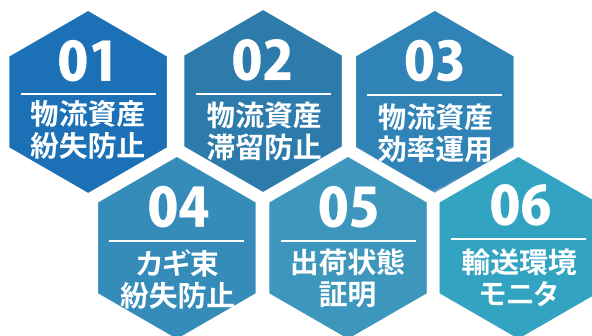 01
物流資産
紛失防止
02
物流資産
滞留防止
03
物流資産
効率運用
04
カギ束
紛失防止
05
出荷状態
証明
06
輸送環境
モニタ